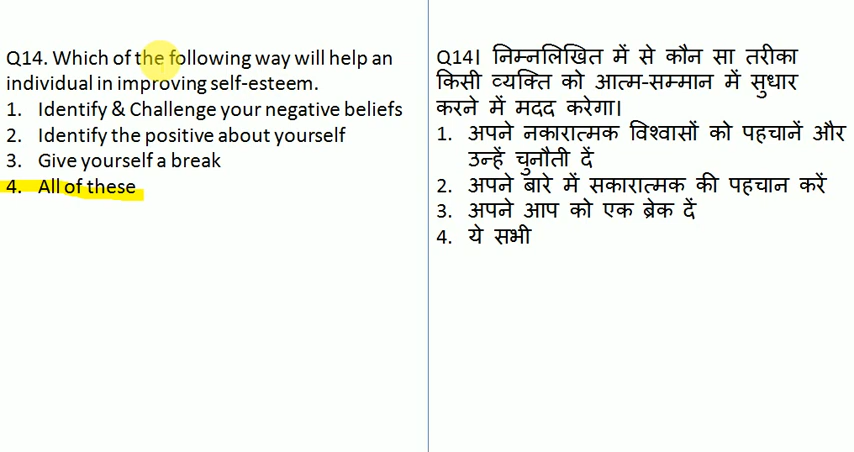 Q14. Which of the following way will help an
individual in improving self-esteem.
1. Identify & Challenge your negative beliefs
2. Identify the positive about yourself
3. Give yourself a break
4. All of these
Q14। निम्नलिखित में से कौन सा तरीका
किसी व्यक्ति को आत्म-सम्मान में सुधार
करने में मदद करेगा।
1. अपने नकारात्मक विश्वासों को पहचानें और
उन्हें चुनौती दें
2. अपने बारे में सकारात्मक की पहचान करें
3. अपने आप को एक ब्रेक दें
4. ये सभी